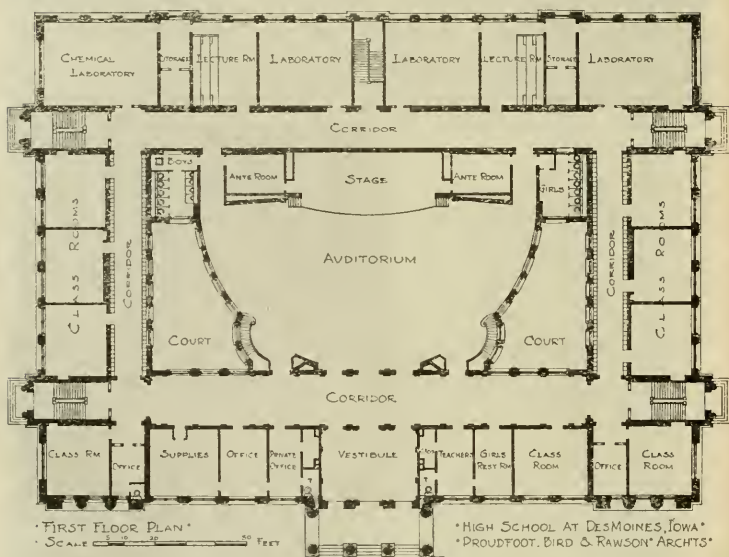 CHEMICAL LABORATORY
STORAGE
LECTURE RM
LABORATORY
LABORATORY
LECTURE RM
STORAGE
LABORATORY
CORRIDOR
BOYS
ANTE ROOM
STAGE
ANTE ROOM
GIRLS
CLASS ROOMS
CORRIDOR
AUDITORIUM
CORRIDOR
CLASS ROOMS
COURT
COURT
CORRIDOR
CLASS RM
OFFICE
SUPPLIES
OFFICE
PRIVATE OFFICE
VESTIBULE
TEACHERS
GIRLS REST RM
CLASS ROOM
OFFICE
CLASS ROOM
·FIRST FLOOR PLAN·
·SCALE 5 10 20 50 FEET
·HIGH SCHOOL AT DESMOINES, IOWA·
·PROUDFOOT, BIRD & RAWSON· ARCHTS·